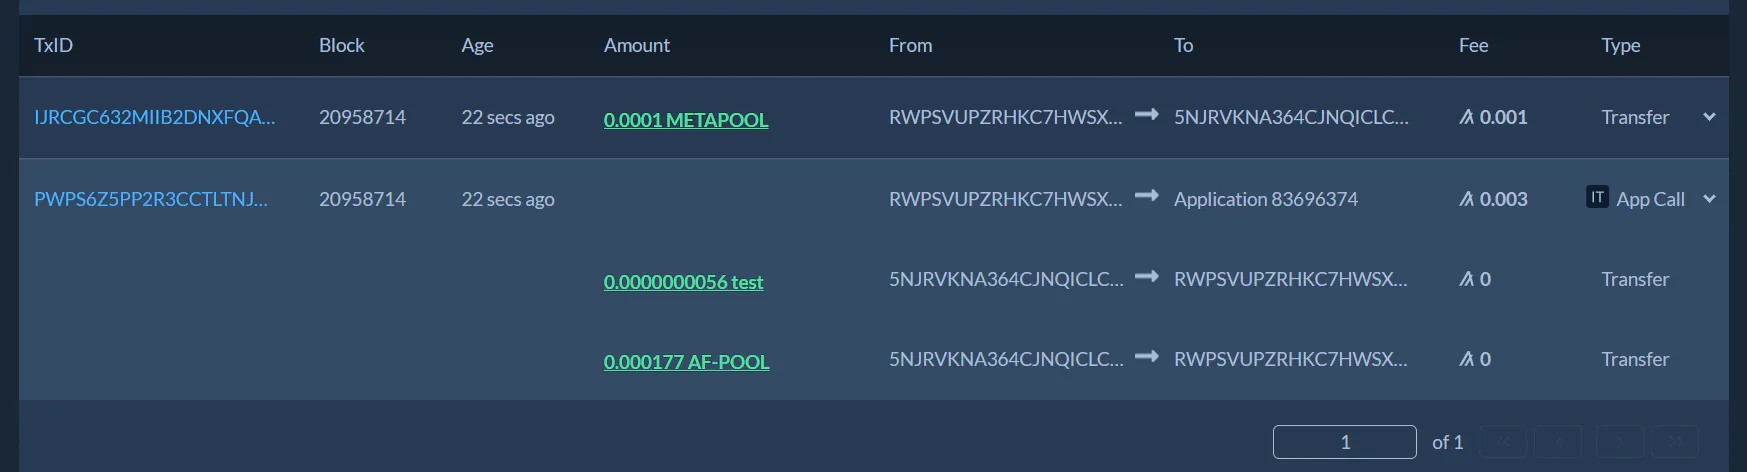 TxID Block Age Amount From To Fee Type
IJRCGC632MIIB2DNXFQA... 20958714 22 secs ago 0.0001 METAPOOL RWPSVUPZRHKC7HWSX... 5NJRVKNA364CJNQICLC... 0.001 Transfer
PWPS6Z5PP2R3CCTLTNJ... 20958714 22 secs ago RWPSVUPZRHKC7HWSX... Application 83696374 0.003 IT App Call
0.0000000056 test 5NJRVKNA364CJNQICLC... RWPSVUPZRHKC7HWSX... 0 Transfer
0.000177 AF-POOL 5NJRVKNA364CJNQICLC... RWPSVUPZRHKC7HWSX... 0 Transfer
1 of 1